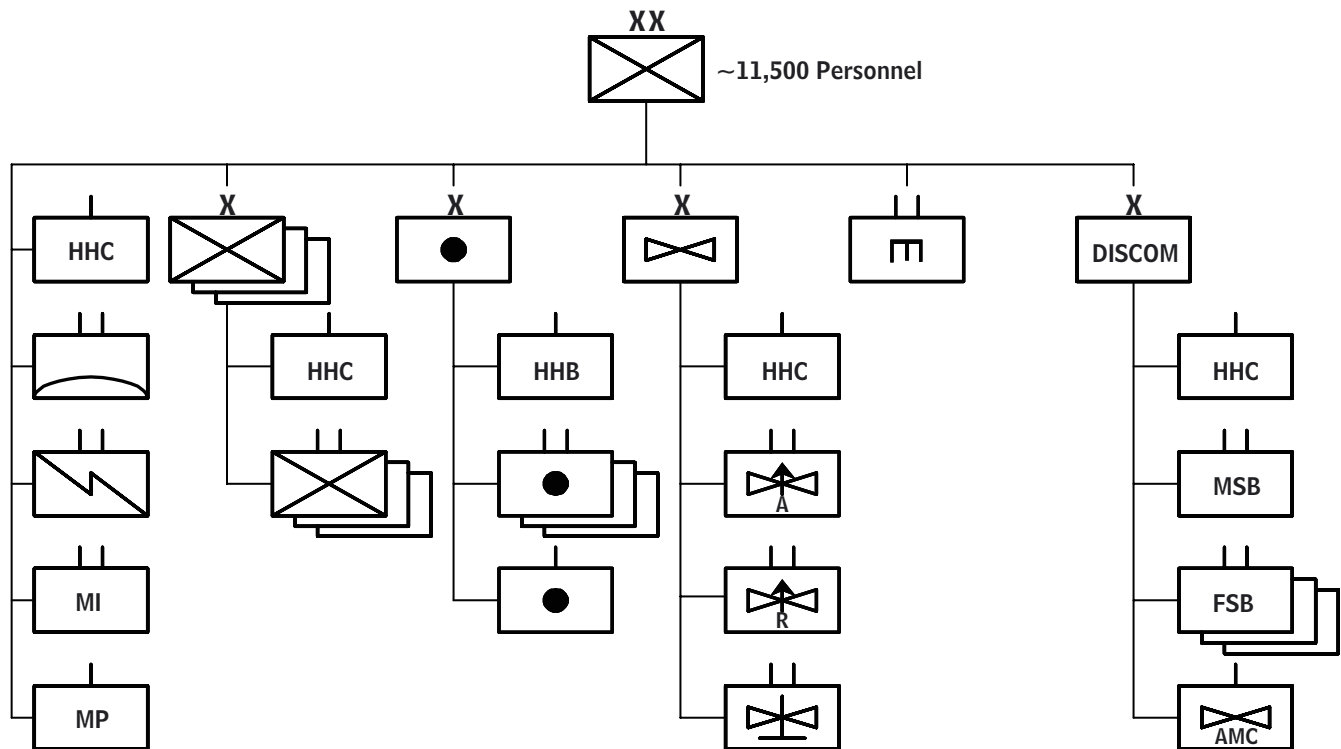 XX
~11,500 Personnel
X
X
X
X
HHC
DISCOM
HHC
HHB
HHC
HHC
A
MSB
MI
R
FSB
MP
AMC